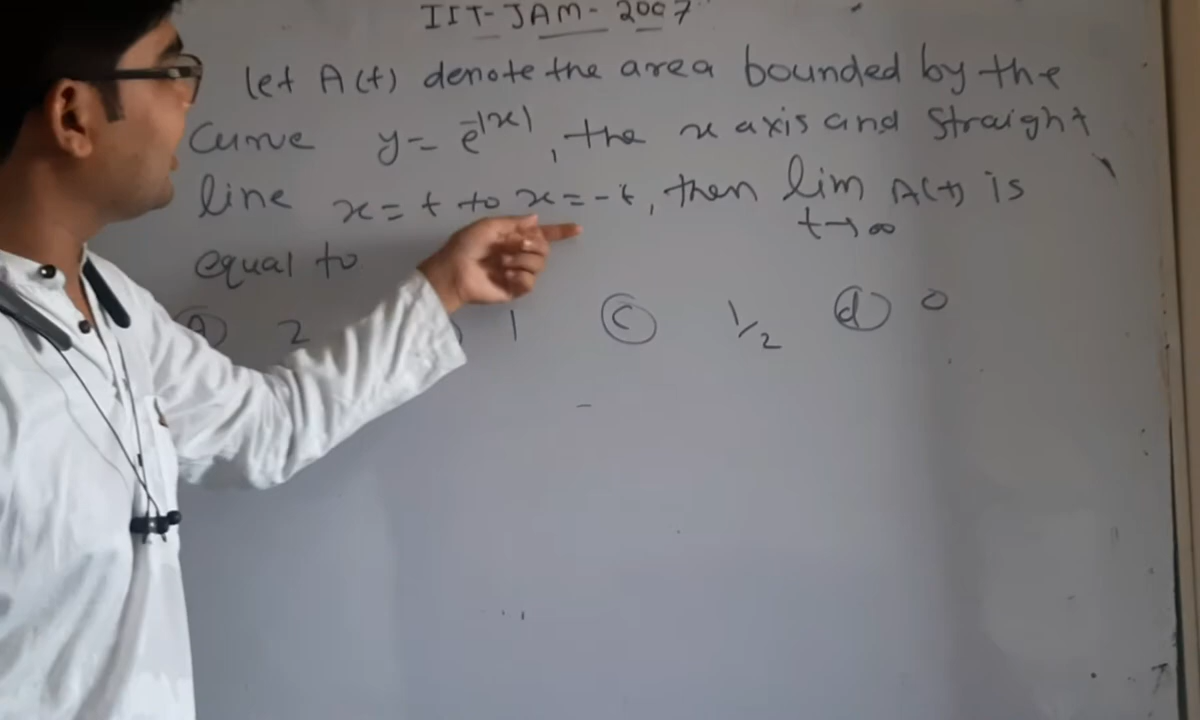 IIT-JAM-2007
let A(t) denote the area bounded by the
curve y= e^-|x|, the x axis and straight
line x=t to x=-t, then lim A(t) is
t→∞
equal to
Ⓐ 2 1 Ⓒ 1/2 ⓓ 0